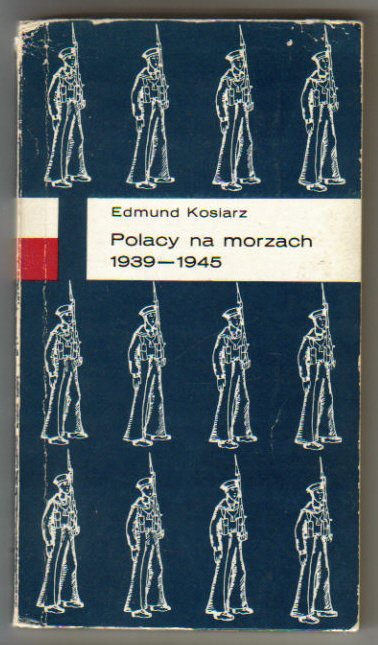 Edmund Kosiarz
Polacy na morzach
1939—1945